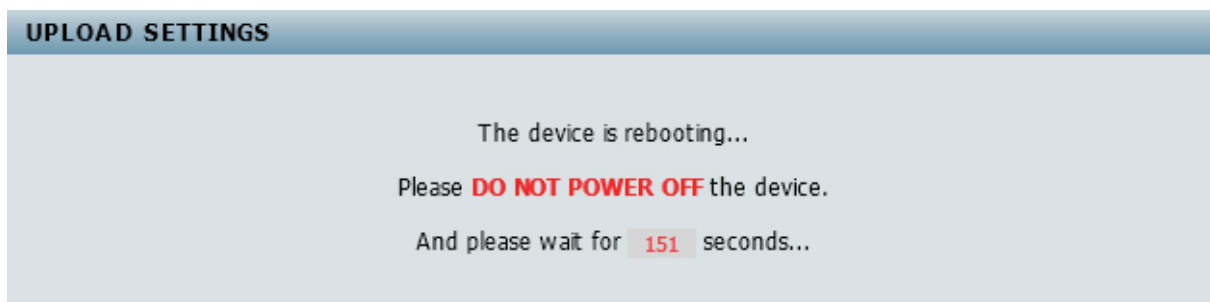 UPLOAD SETTINGS
The device is rebooting...
Please DO NOT POWER OFF the device.
And please wait for 151 seconds...